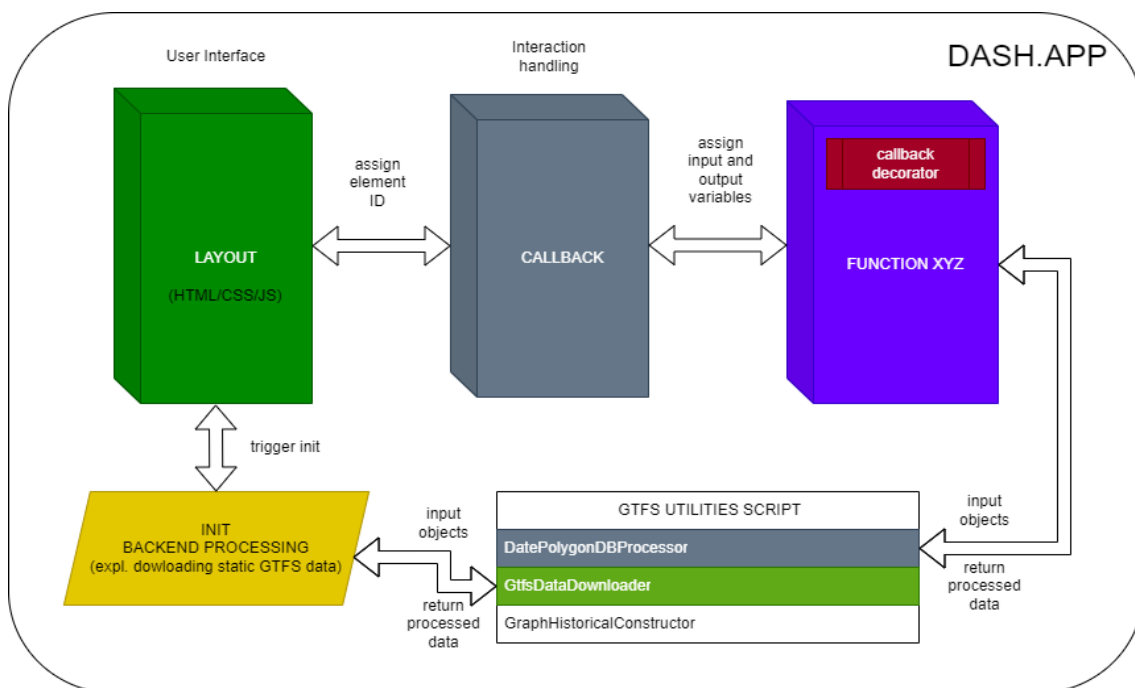 DASH.APP
User Interface
Interaction
handling
LAYOUT
(HTML/CSS/JS)
assign
element
ID
CALLBACK
assign
input and
output
variables
callback
decorator
FUNCTION XYZ
trigger init
INIT
BACKEND PROCESSING
(expl. dowloading static GTFS data)
input
objects
return
processed
data
GTFS UTILITIES SCRIPT
DatePolygonDBProcessor
GtfsDataDownloader
GraphHistoricalConstructor
input
objects
return
processed
data